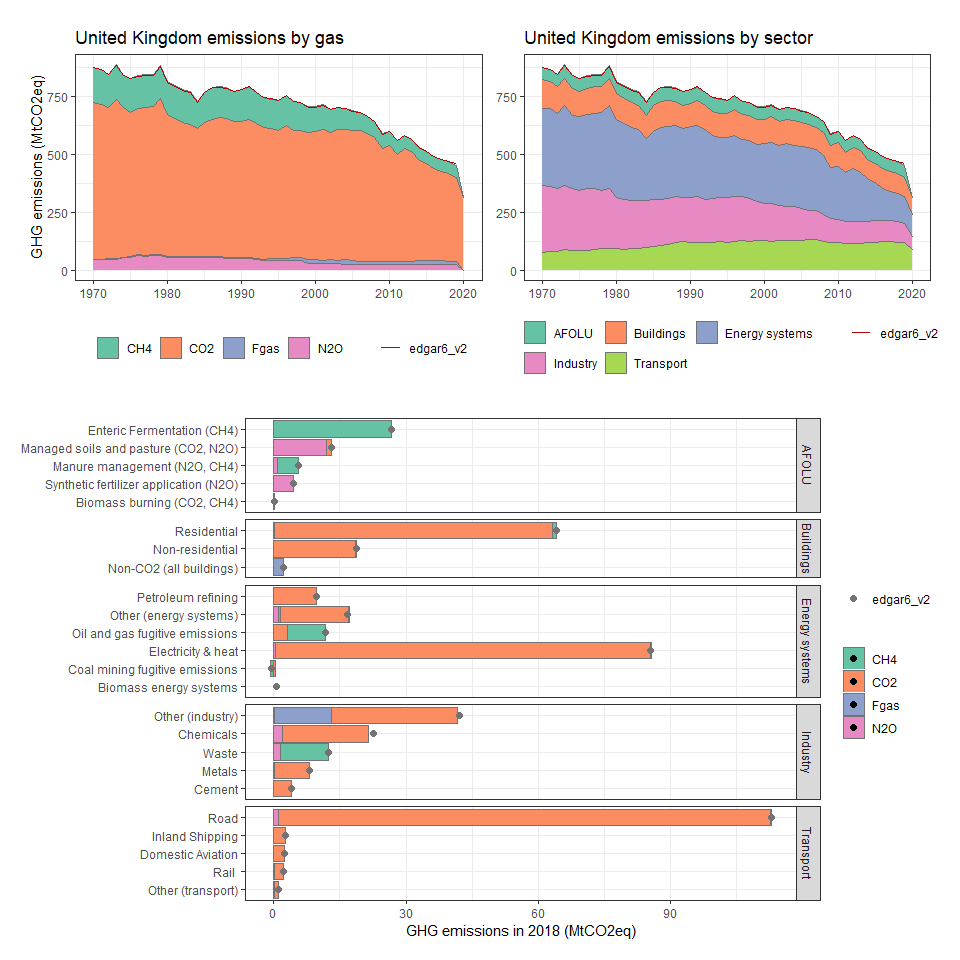 United Kingdom emissions by gas
GHG emissions (MtCO2eq)
750
500
250
0
1970 1980 1990 2000 2010 2020
CH4 CO2 Fgas N2O edgar6_v2
United Kingdom emissions by sector
750
500
250
0
1970 1980 1990 2000 2010 2020
AFOLU Buildings Energy systems edgar6_v2
Industry Transport
Enteric Fermentation (CH4)
Managed soils and pasture (CO2, N2O)
Manure management (N2O, CH4)
Synthetic fertilizer application (N2O)
Biomass burning (CO2, CH4)
AFOLU
Residential
Non-residential
Non-CO2 (all buildings)
Buildings
Petroleum refining
Other (energy systems)
Oil and gas fugitive emissions
Electricity & heat
Coal mining fugitive emissions
Biomass energy systems
Energy systems
Other (industry)
Chemicals
Waste
Metals
Cement
Industry
Road
Inland Shipping
Domestic Aviation
Rail
Other (transport)
Transport
0 30 60 90
GHG emissions in 2018 (MtCO2eq)
edgar6_v2
CH4
CO2
Fgas
N2O